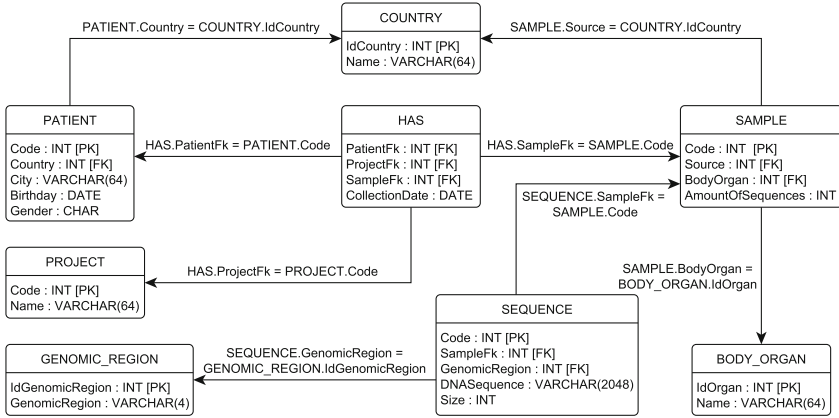 COUNTRY
IdCountry : INT [PK]
Name : VARCHAR(64)
PATIENT.Country = COUNTRY.IdCountry
SAMPLE.Source = COUNTRY.IdCountry
PATIENT
Code : INT [PK]
Country : INT [FK]
City : VARCHAR(64)
Birthday : DATE
Gender : CHAR
HAS.PatientFk = PATIENT.Code
HAS
PatientFk : INT [FK]
ProjectFk : INT [FK]
SampleFk : INT [FK]
CollectionDate : DATE
HAS.SampleFk = SAMPLE.Code
SAMPLE
Code : INT [PK]
Source : INT [FK]
BodyOrgan : INT [FK]
AmountOfSequences : INT
SEQUENCE.SampleFk =
SAMPLE.Code
PROJECT
Code : INT [PK]
Name : VARCHAR(64)
HAS.ProjectFk = PROJECT.Code
SAMPLE.BodyOrgan =
BODY_ORGAN.IdOrgan
SEQUENCE
Code : INT [PK]
SampleFk : INT [FK]
GenomicRegion : INT [FK]
DNASequence : VARCHAR(2048)
Size : INT
GENOMIC_REGION
IdGenomicRegion : INT [PK]
GenomicRegion : VARCHAR(4)
SEQUENCE.GenomicRegion =
GENOMIC_REGION.IdGenomicRegion
BODY_ORGAN
IdOrgan : INT [PK]
Name : VARCHAR(64)